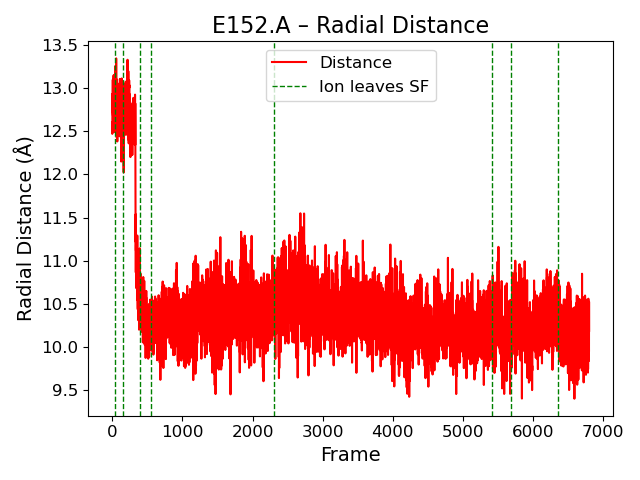 E152.A – Radial Distance
Distance
Ion leaves SF
Radial Distance (Å)
13.5
13.0
12.5
12.0
11.5
11.0
10.5
10.0
9.5
0 1000 2000 3000 4000 5000 6000 7000
Frame